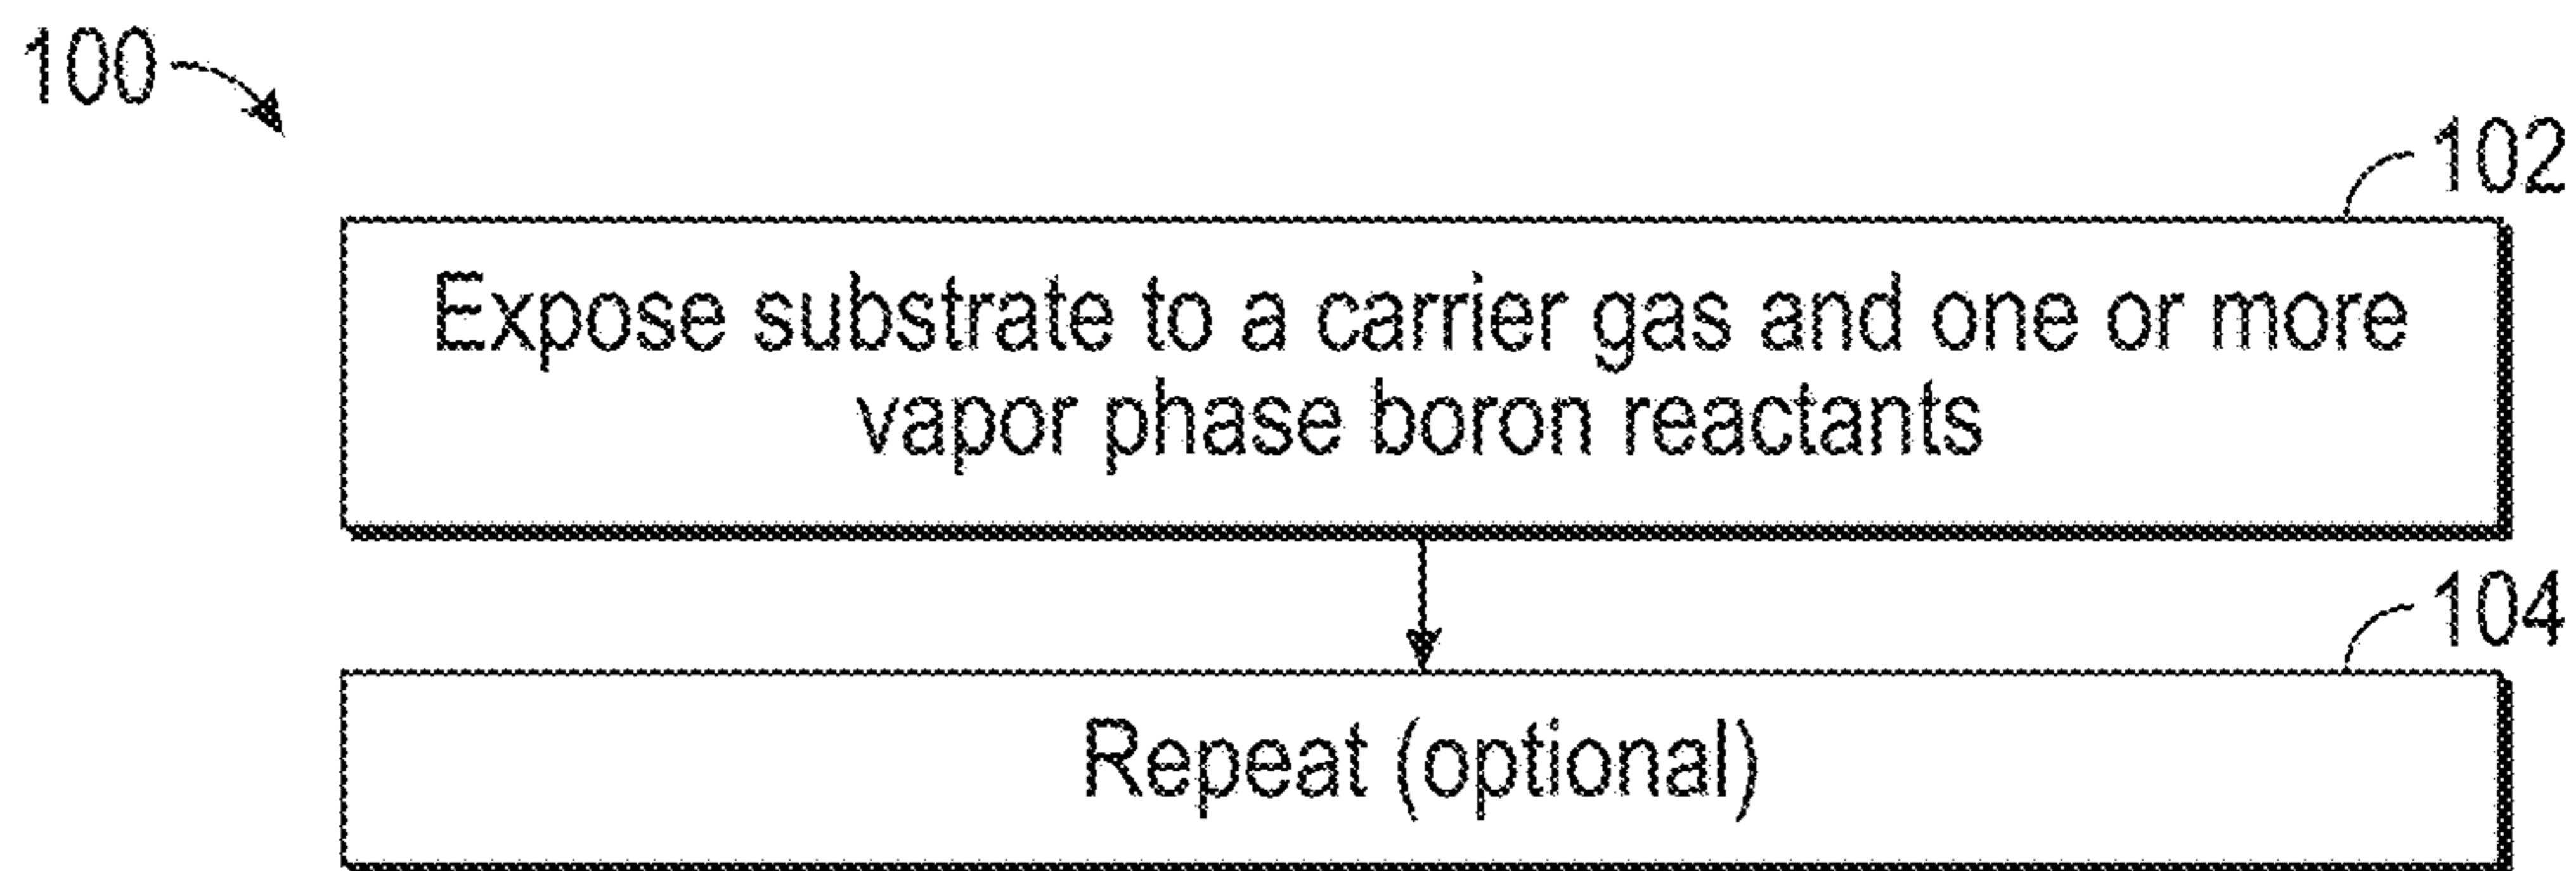 100
102
Expose substrate to a carrier gas and one or more
vapor phase boron reactants
104
Repeat (optional)